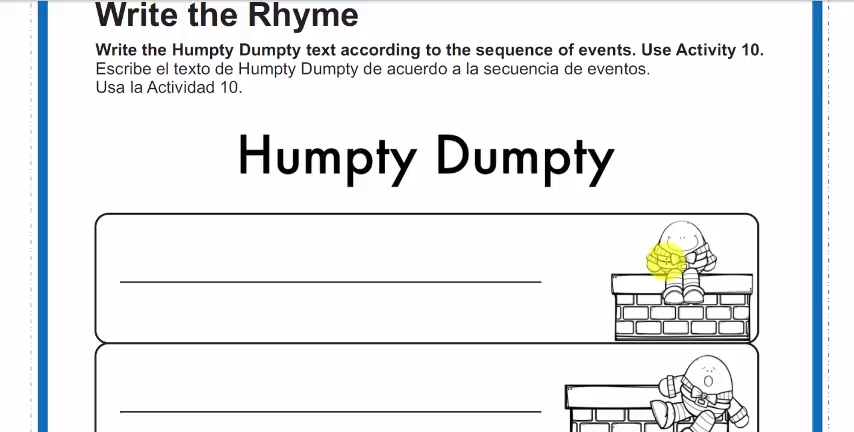 Write the Rhyme
Write the Humpty Dumpty text according to the sequence of events. Use Activity 10.
Escribe el texto de Humpty Dumpty de acuerdo a la secuencia de eventos.
Usa la Actividad 10.
Humpty Dumpty